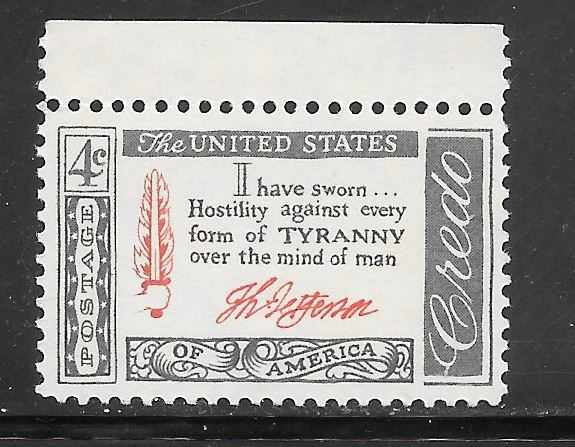 4c
POSTAGE
The UNITED STATES
I have sworn...
Hostility against every
form of TYRANNY
over the mind of man
Th. Jefferson
OF AMERICA
Credo